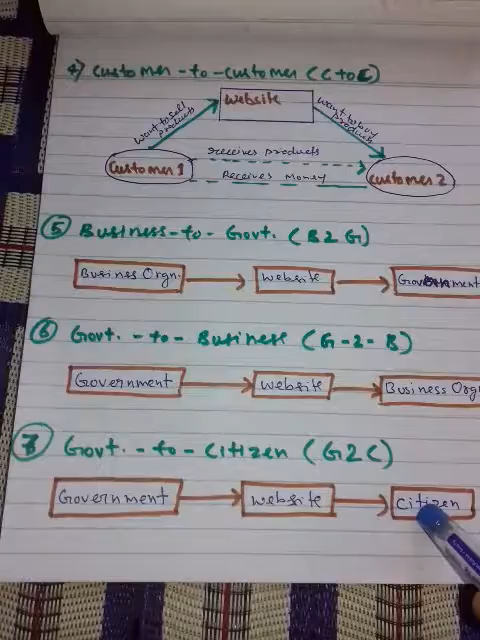 4) Customer-to-customer (C to C)
Website
want to sell products
want to buy products
receives products
Customer 1
Receives Money
customer 2
5 Business-to-Govt. (B2G)
Business Orgn.
Website
Government
6 Govt.-to-Business (G-2-B)
Government
Website
Business Orgn
7 Govt.-to-Citizen (G2C)
Government
Website
Citizen